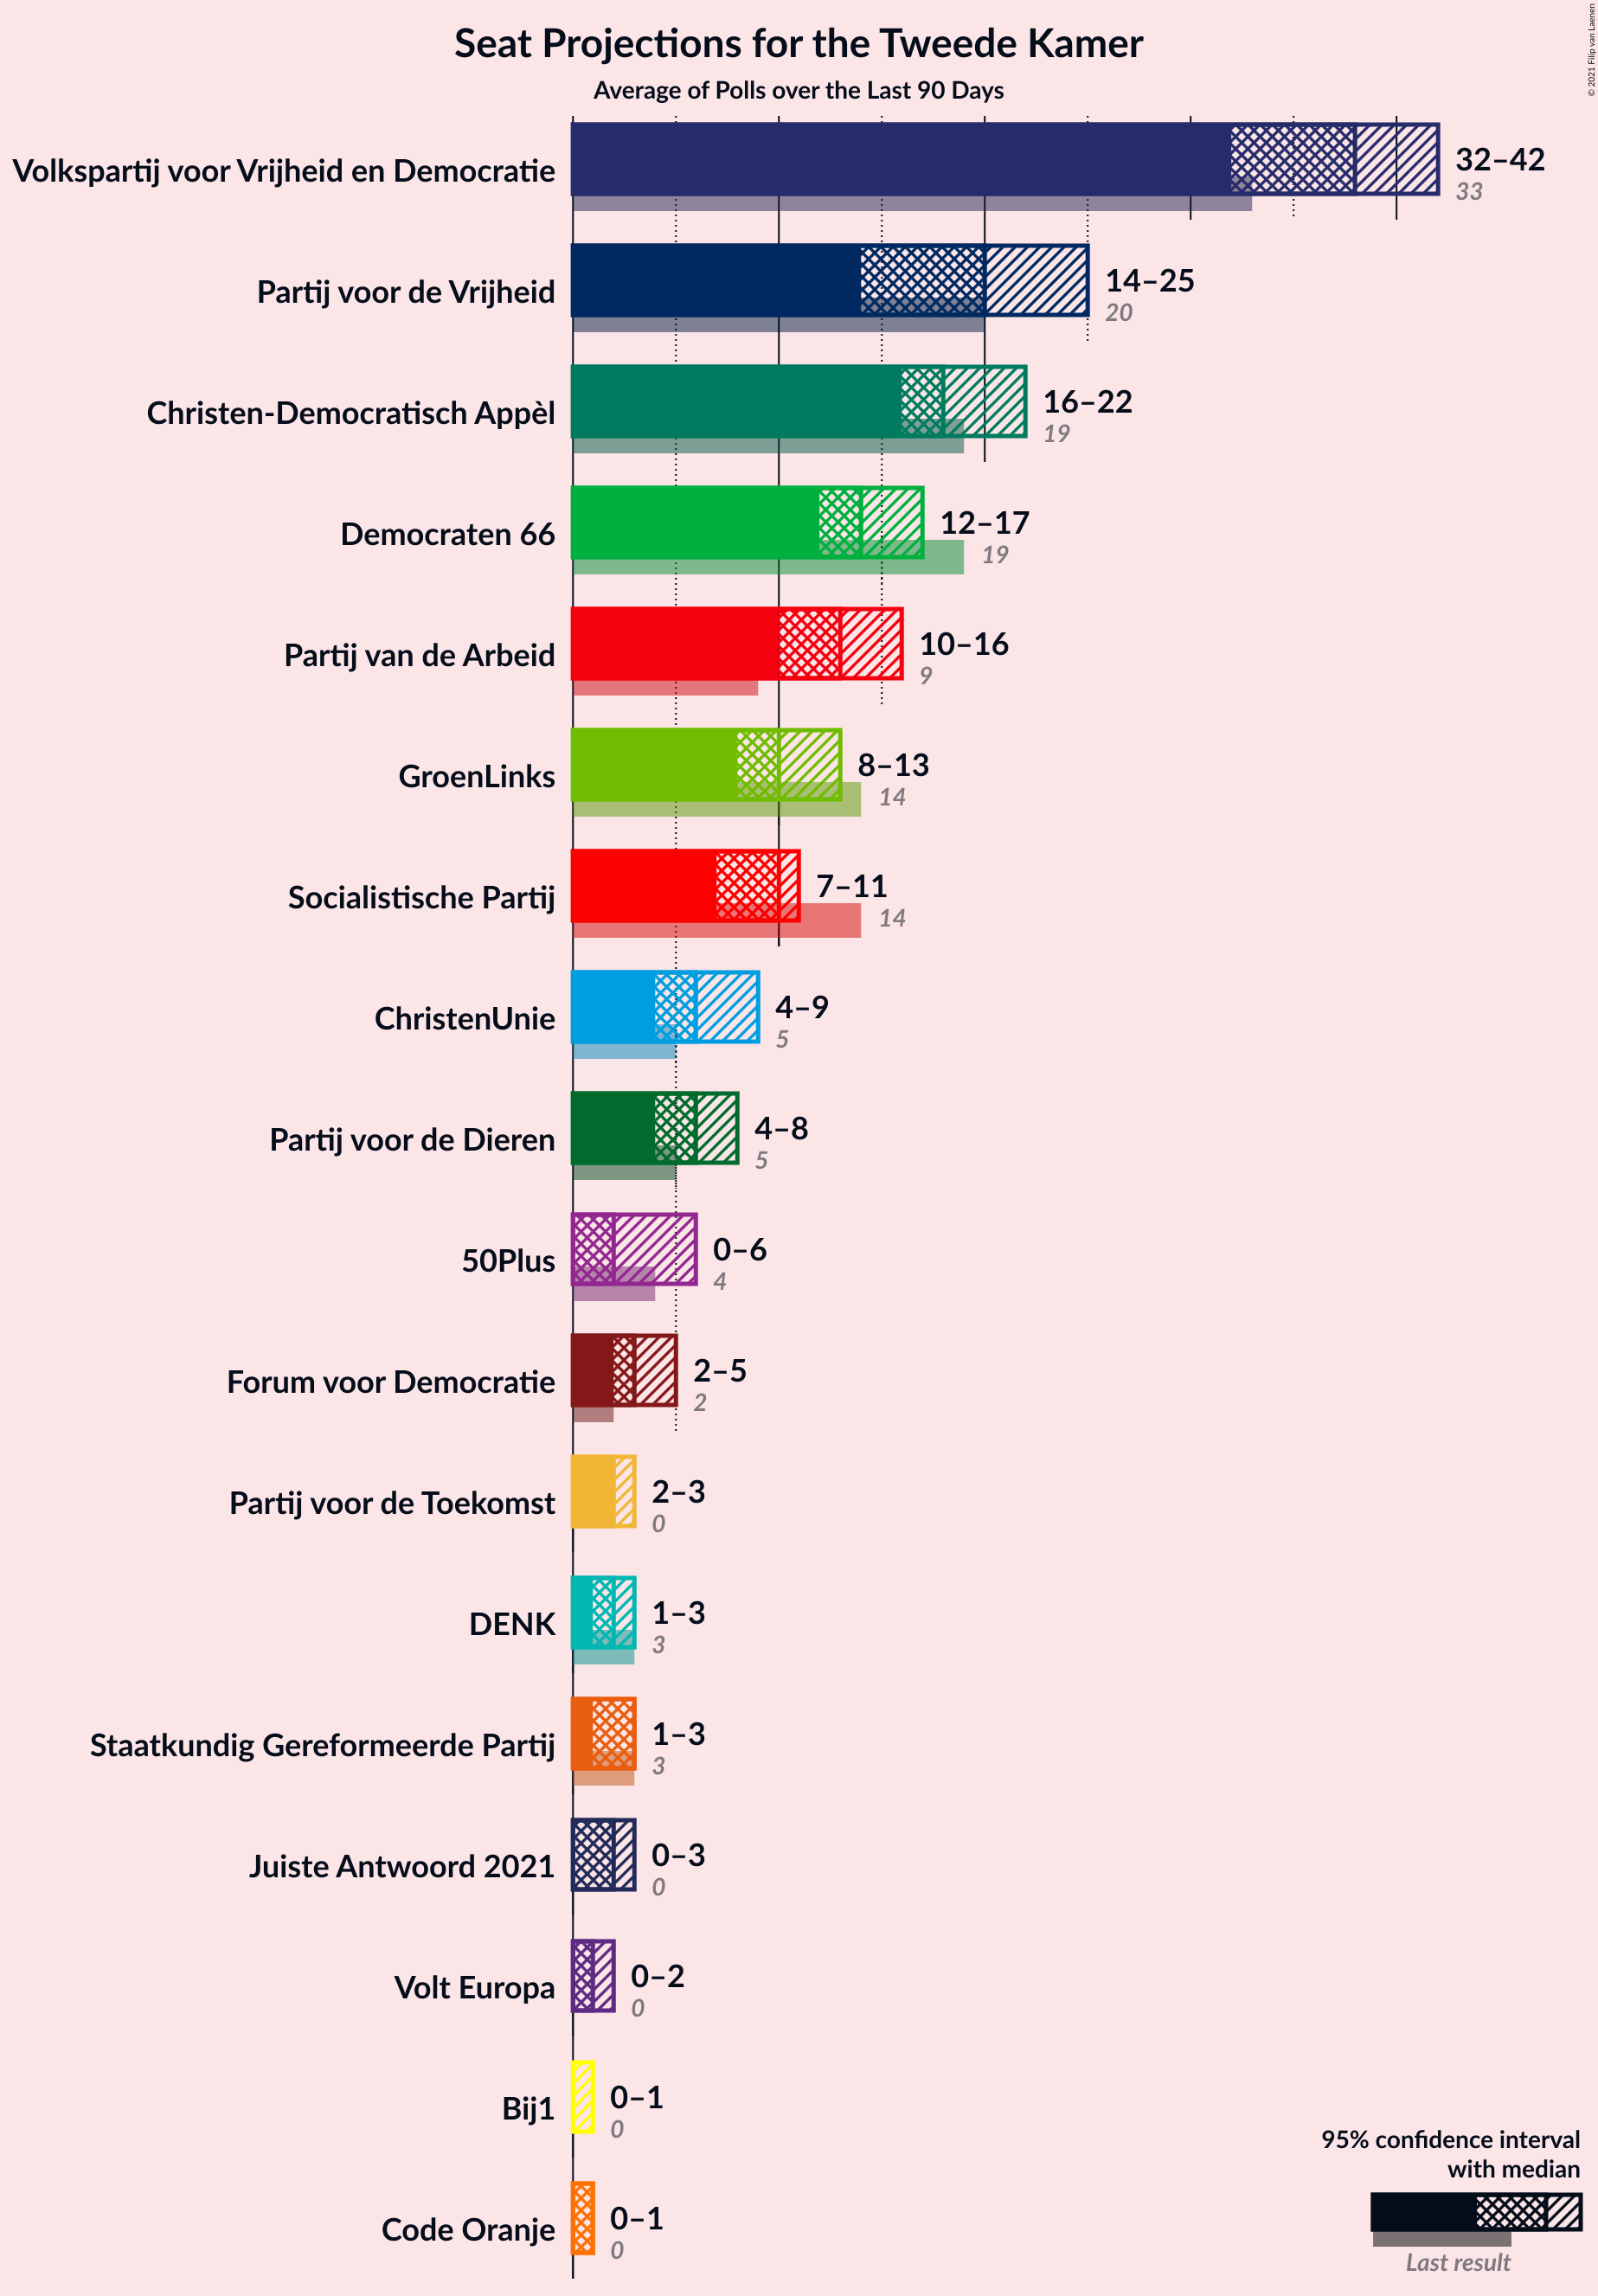 Seat Projections for the Tweede Kamer
Average of Polls over the Last 90 Days
© 2021 Filip van Laenen
Volkspartij voor Vrijheid en Democratie
32–42
33
Partij voor de Vrijheid
14–25
20
Christen-Democratisch Appèl
16–22
19
Democraten 66
12–17
19
Partij van de Arbeid
10–16
9
GroenLinks
8–13
14
Socialistische Partij
7–11
14
ChristenUnie
4–9
5
Partij voor de Dieren
4–8
5
50Plus
0–6
4
Forum voor Democratie
2–5
2
Partij voor de Toekomst
2–3
0
DENK
1–3
3
Staatkundig Gereformeerde Partij
1–3
3
Juiste Antwoord 2021
0–3
0
Volt Europa
0–2
0
Bij1
0–1
0
Code Oranje
0–1
0
95% confidence interval
with median
Last result